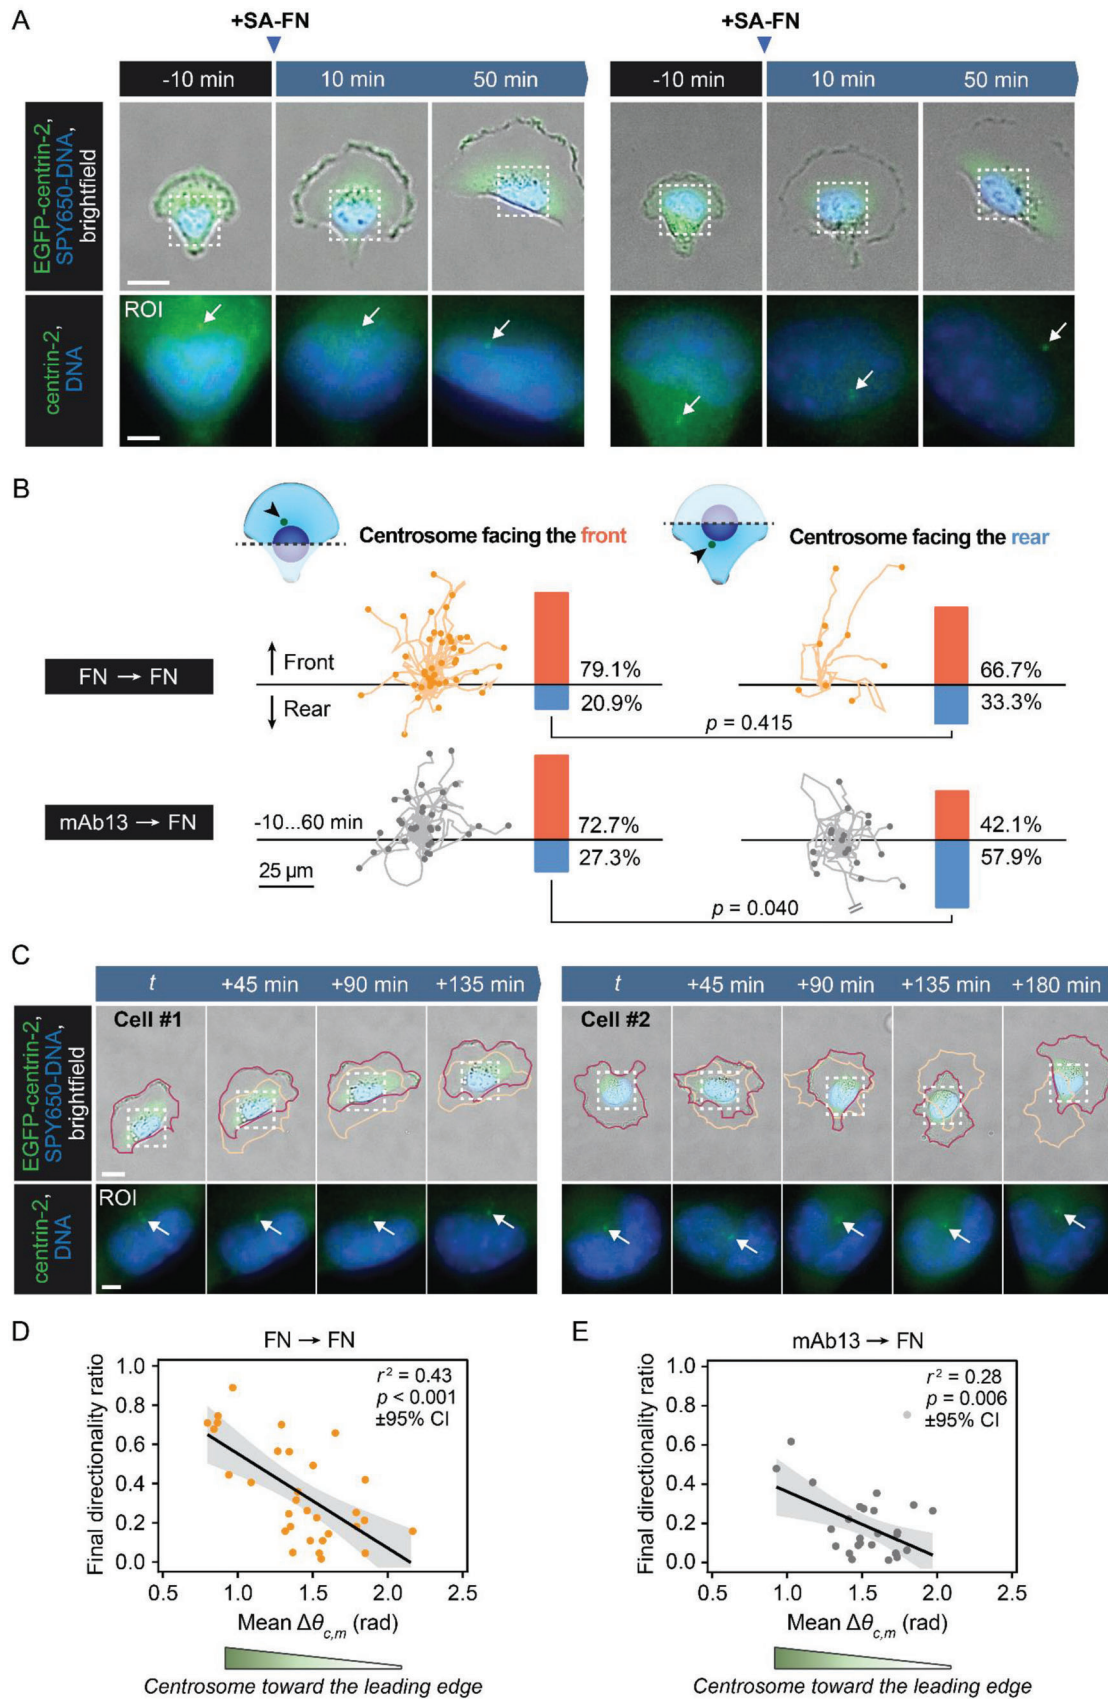 A
+SA-FN
+SA-FN
-10 min
10 min
50 min
-10 min
10 min
50 min
EGFP-centrin-2,
SPY650-DNA,
brightfield
ROI
centrin-2,
DNA
B
Centrosome facing the front
Centrosome facing the rear
FN → FN
Front
Rear
79.1%
20.9%
66.7%
33.3%
p = 0.415
mAb13 → FN
-10...60 min
25 µm
72.7%
27.3%
42.1%
57.9%
p = 0.040
C
t
+45 min
+90 min
+135 min
t
+45 min
+90 min
+135 min
+180 min
EGFP-centrin-2,
SPY650-DNA,
brightfield
Cell #1
Cell #2
centrin-2,
DNA
ROI
D
FN → FN
Final directionality ratio
1.0
0.8
0.6
0.4
0.2
0.0
r² = 0.43
p < 0.001
±95% CI
0.5
1.0
1.5
2.0
2.5
Mean Δθc,m (rad)
Centrosome toward the leading edge
E
mAb13 → FN
Final directionality ratio
1.0
0.8
0.6
0.4
0.2
0.0
r² = 0.28
p = 0.006
±95% CI
0.5
1.0
1.5
2.0
2.5
Mean Δθc,m (rad)
Centrosome toward the leading edge